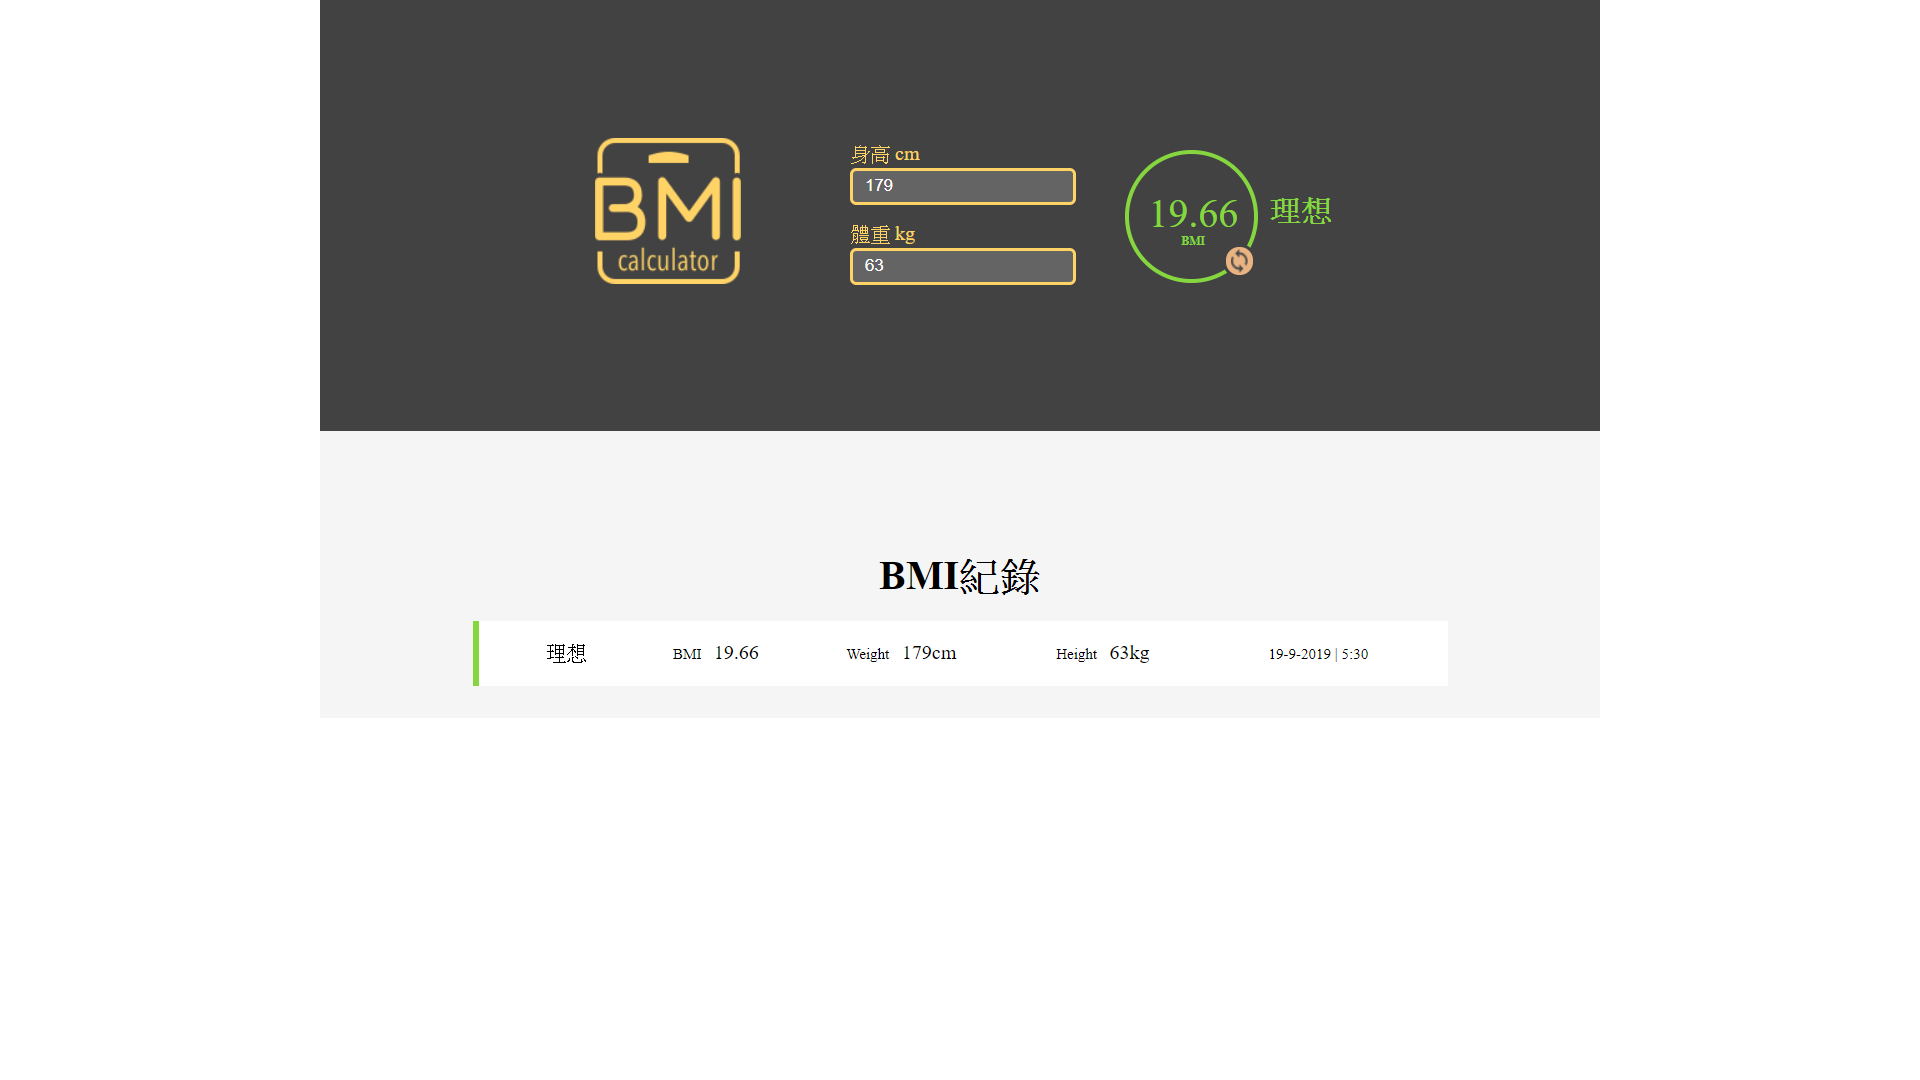 BMI
calculator
身高 cm
179
體重 kg
63
19.66
BMI
理想
BMI紀錄
理想 BMI 19.66 Weight 179cm Height 63kg 19-9-2019 | 5:30